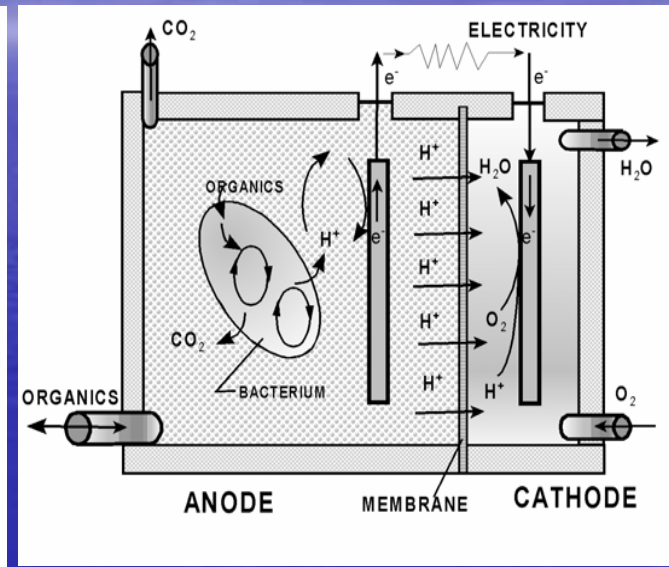 CO2
ELECTRICITY
e-
e-
H+
H2O
H2O
ORGANICS
H+
H+
e-
e-
H+
CO2
H+
O2
BACTERIUM
H+
H+
ORGANICS
O2
ANODE
MEMBRANE
CATHODE